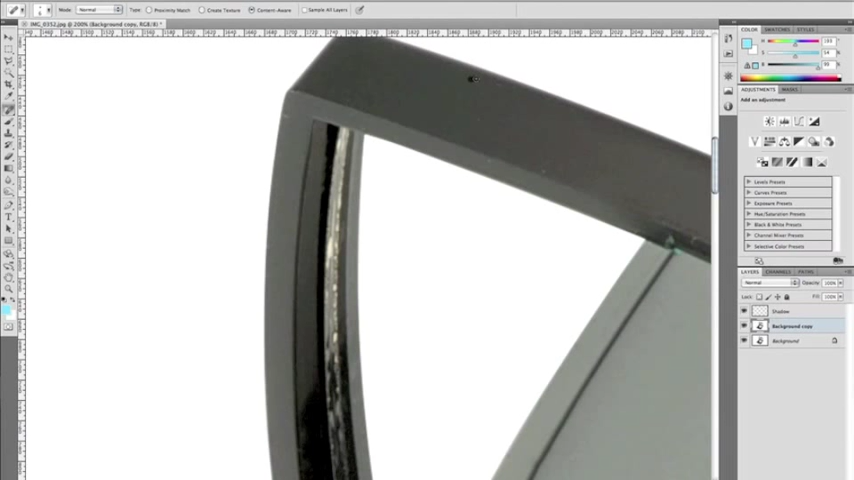 Mode: Normal Type: Proximity Match Create Texture Content-Aware Sample All Layers
IMG_0352.jpg @ 200% (Background copy, RGB/8) *
COLOR SWATCHES STYLES
H
S
B
ADJUSTMENTS MASKS
Add an adjustment
Levels Presets
Curves Presets
Exposure Presets
Hue/Saturation Presets
Black & White Presets
Channel Mixer Presets
Selective Color Presets
LAYERS CHANNELS PATHS
Normal Opacity: 100%
Lock: Fill: 100%
Shadow
Background copy
Background